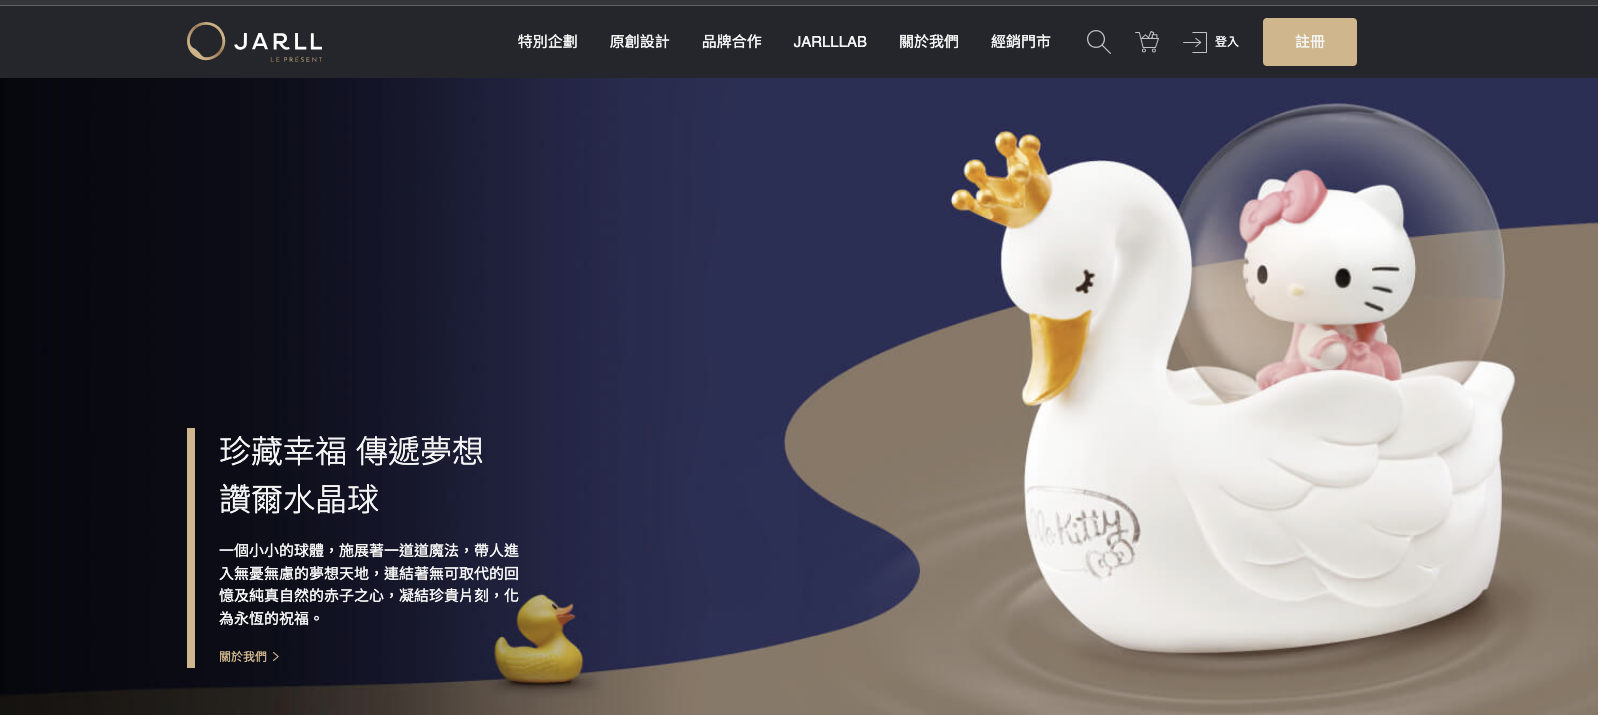 JARLL
LE PRESENT
特別企劃
原創設計
品牌合作
JARLLLAB
關於我們
經銷門市
登入
註冊
珍藏幸福 傳遞夢想
讚爾水晶球
一個小小的球體，施展著一道道魔法，帶人進
入無憂無慮的夢想天地，連結著無可取代的回
憶及純真自然的赤子之心，凝結珍貴片刻，化
為永恆的祝福。
關於我們 >
Kitty